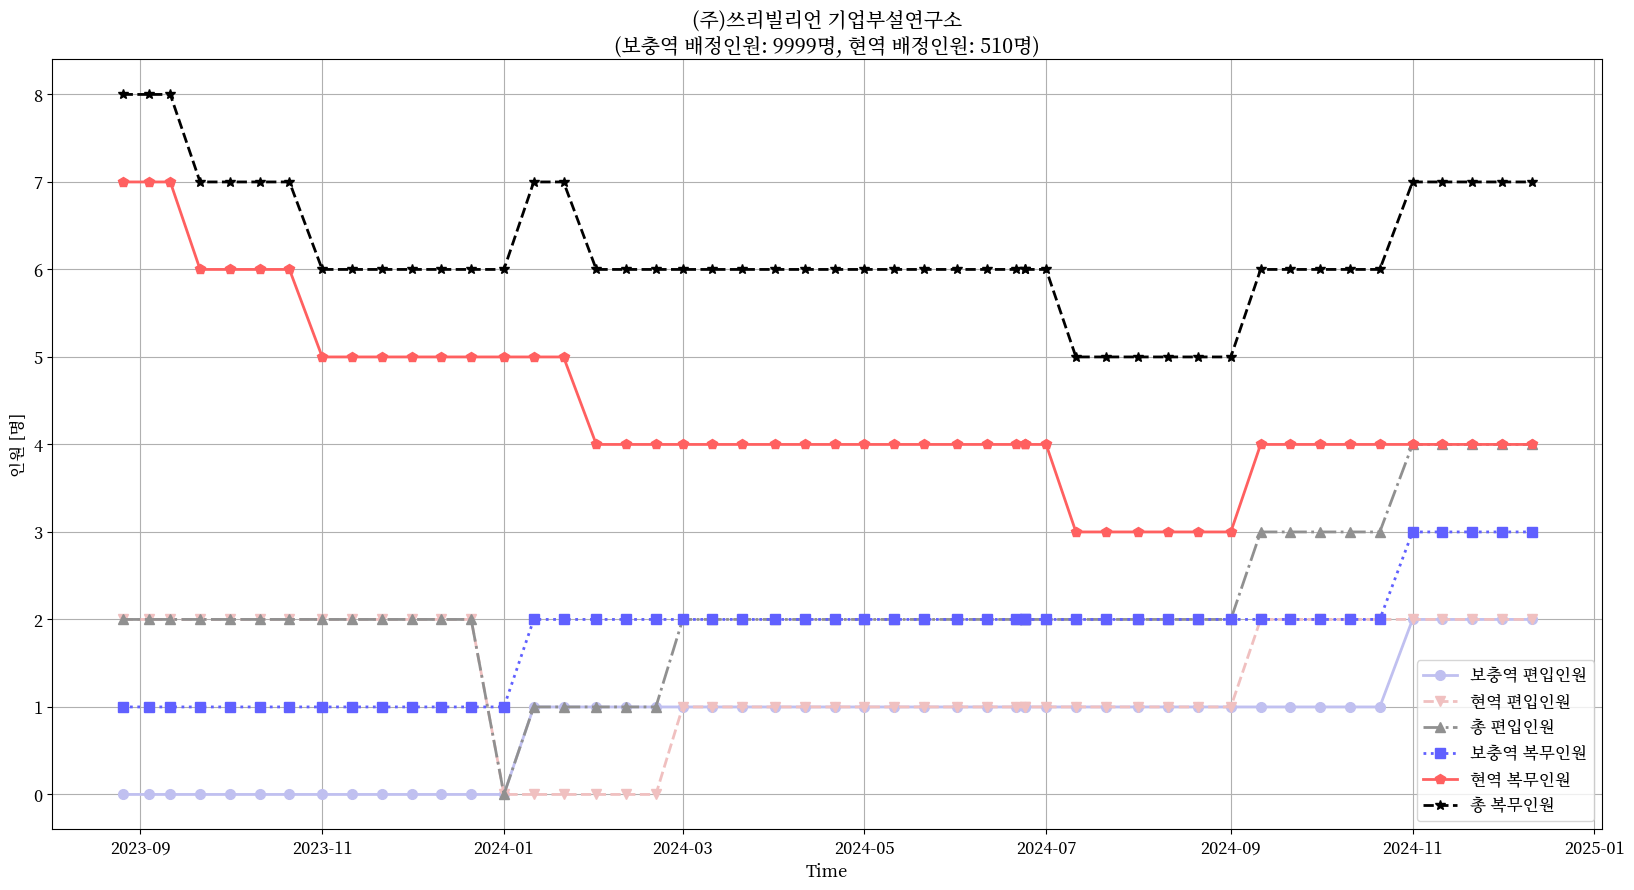 (주)쓰리빌리언 기업부설연구소
(보충역 배정인원: 9999명, 현역 배정인원: 510명)
인원 [명]
8
7
6
5
4
3
2
1
0
보충역 편입인원
현역 편입인원
총 편입인원
보충역 복무인원
현역 복무인원
총 복무인원
2023-09
2023-11
2024-01
2024-03
2024-05
2024-07
2024-09
2024-11
2025-01
Time